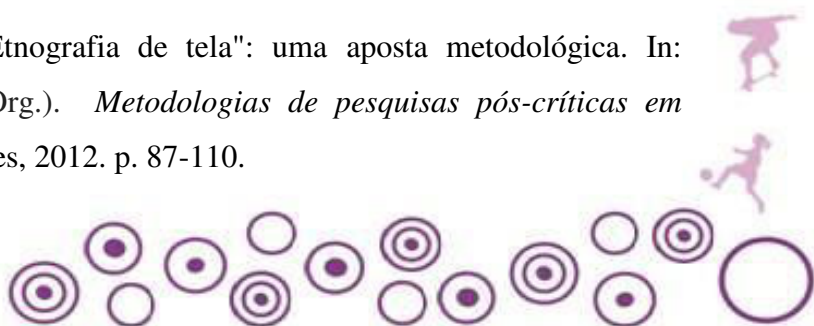 Etnografia de tela": uma aposta metodológica. In:
Org.). Metodologias de pesquisas pós-críticas em
es, 2012. p. 87-110.